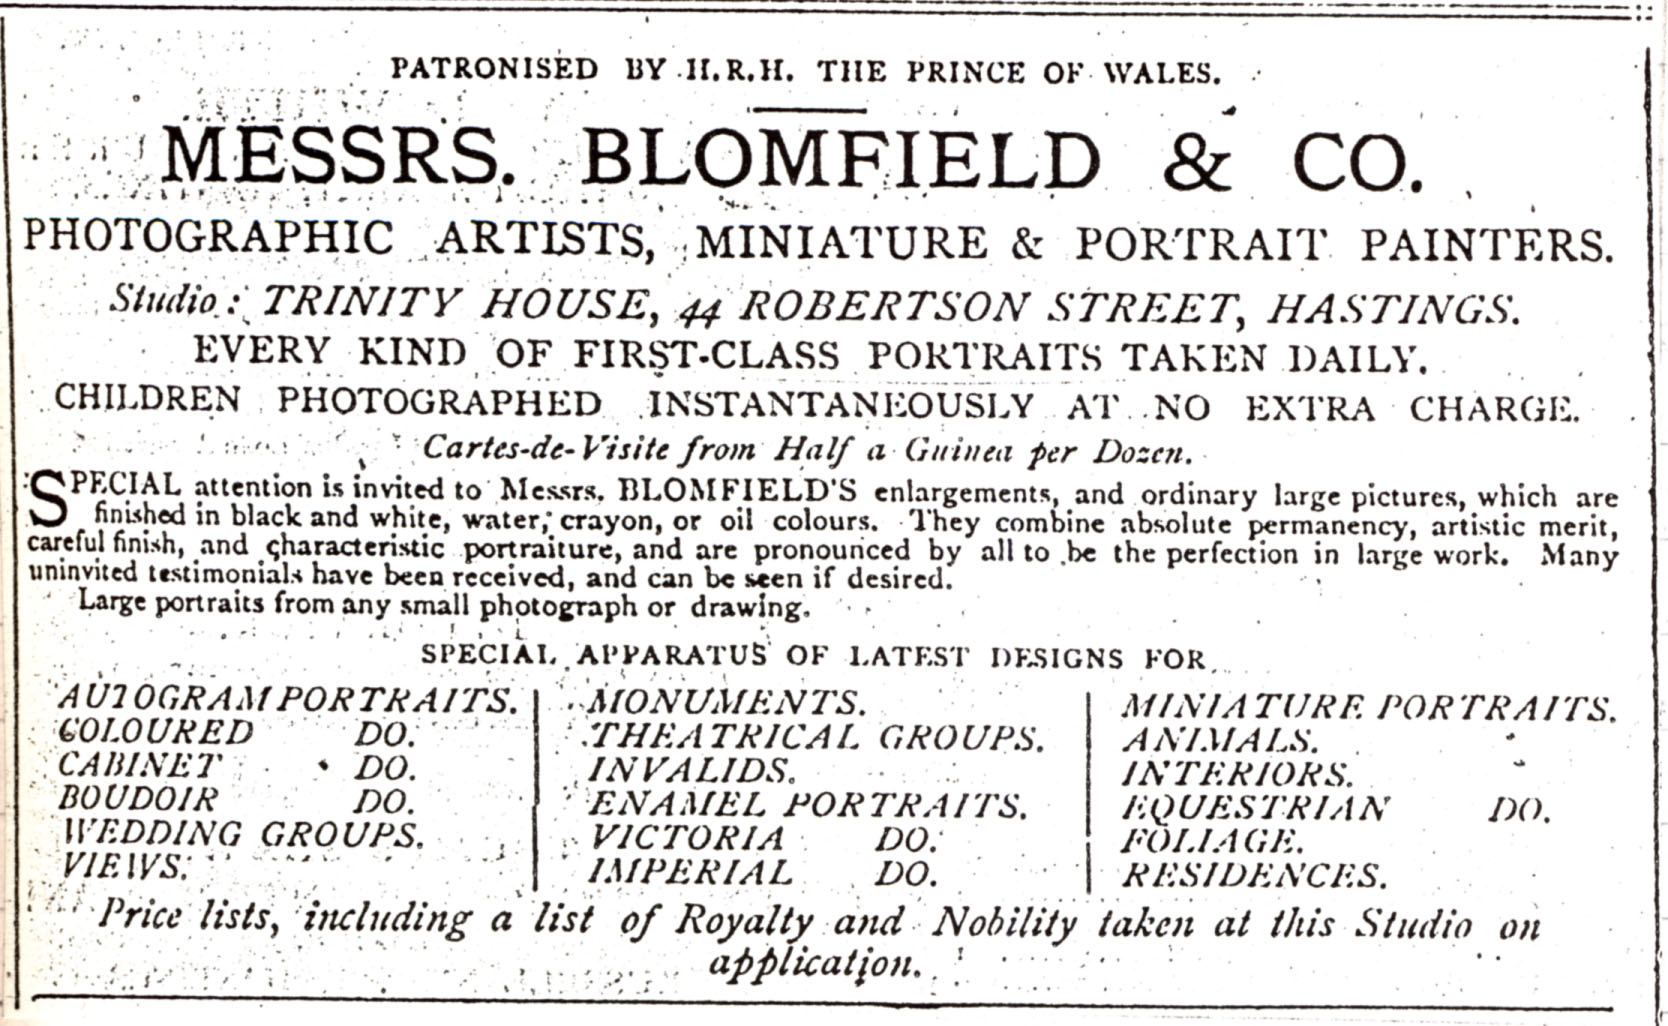 PATRONISED BY H.R.H. THE PRINCE OF WALES.
MESSRS. BLOMFIELD & CO.
PHOTOGRAPHIC ARTISTS, MINIATURE & PORTRAIT PAINTERS.
Studio: TRINITY HOUSE, 44 ROBERTSON STREET, HASTINGS.
EVERY KIND OF FIRST-CLASS PORTRAITS TAKEN DAILY.
CHILDREN PHOTOGRAPHED INSTANTANEOUSLY AT NO EXTRA CHARGE.
Cartes-de-Visite from Half a Guinea per Dozen.
SPECIAL attention is invited to Messrs. BLOMFIELD'S enlargements, and ordinary large pictures, which are
finished in black and white, water, crayon, or oil colours. They combine absolute permanency, artistic merit,
careful finish, and characteristic portraiture, and are pronounced by all to be the perfection in large work. Many
uninvited testimonials have been received, and can be seen if desired.
Large portraits from any small photograph or drawing.
SPECIAL APPARATUS OF LATEST DESIGNS FOR
AUTOGRAM PORTRAITS.
COLOURED DO.
CABINET DO.
BOUDOIR DO.
WEDDING GROUPS.
VIEWS.
MONUMENTS.
THEATRICAL GROUPS.
INVALIDS.
ENAMEL PORTRAITS.
VICTORIA DO.
IMPERIAL DO.
MINIATURE PORTRAITS.
ANIMALS.
INTERIORS.
EQUESTRIAN DO.
FOLIAGE.
RESIDENCES.
Price lists, including a list of Royalty and Nobility taken at this Studio on
application.